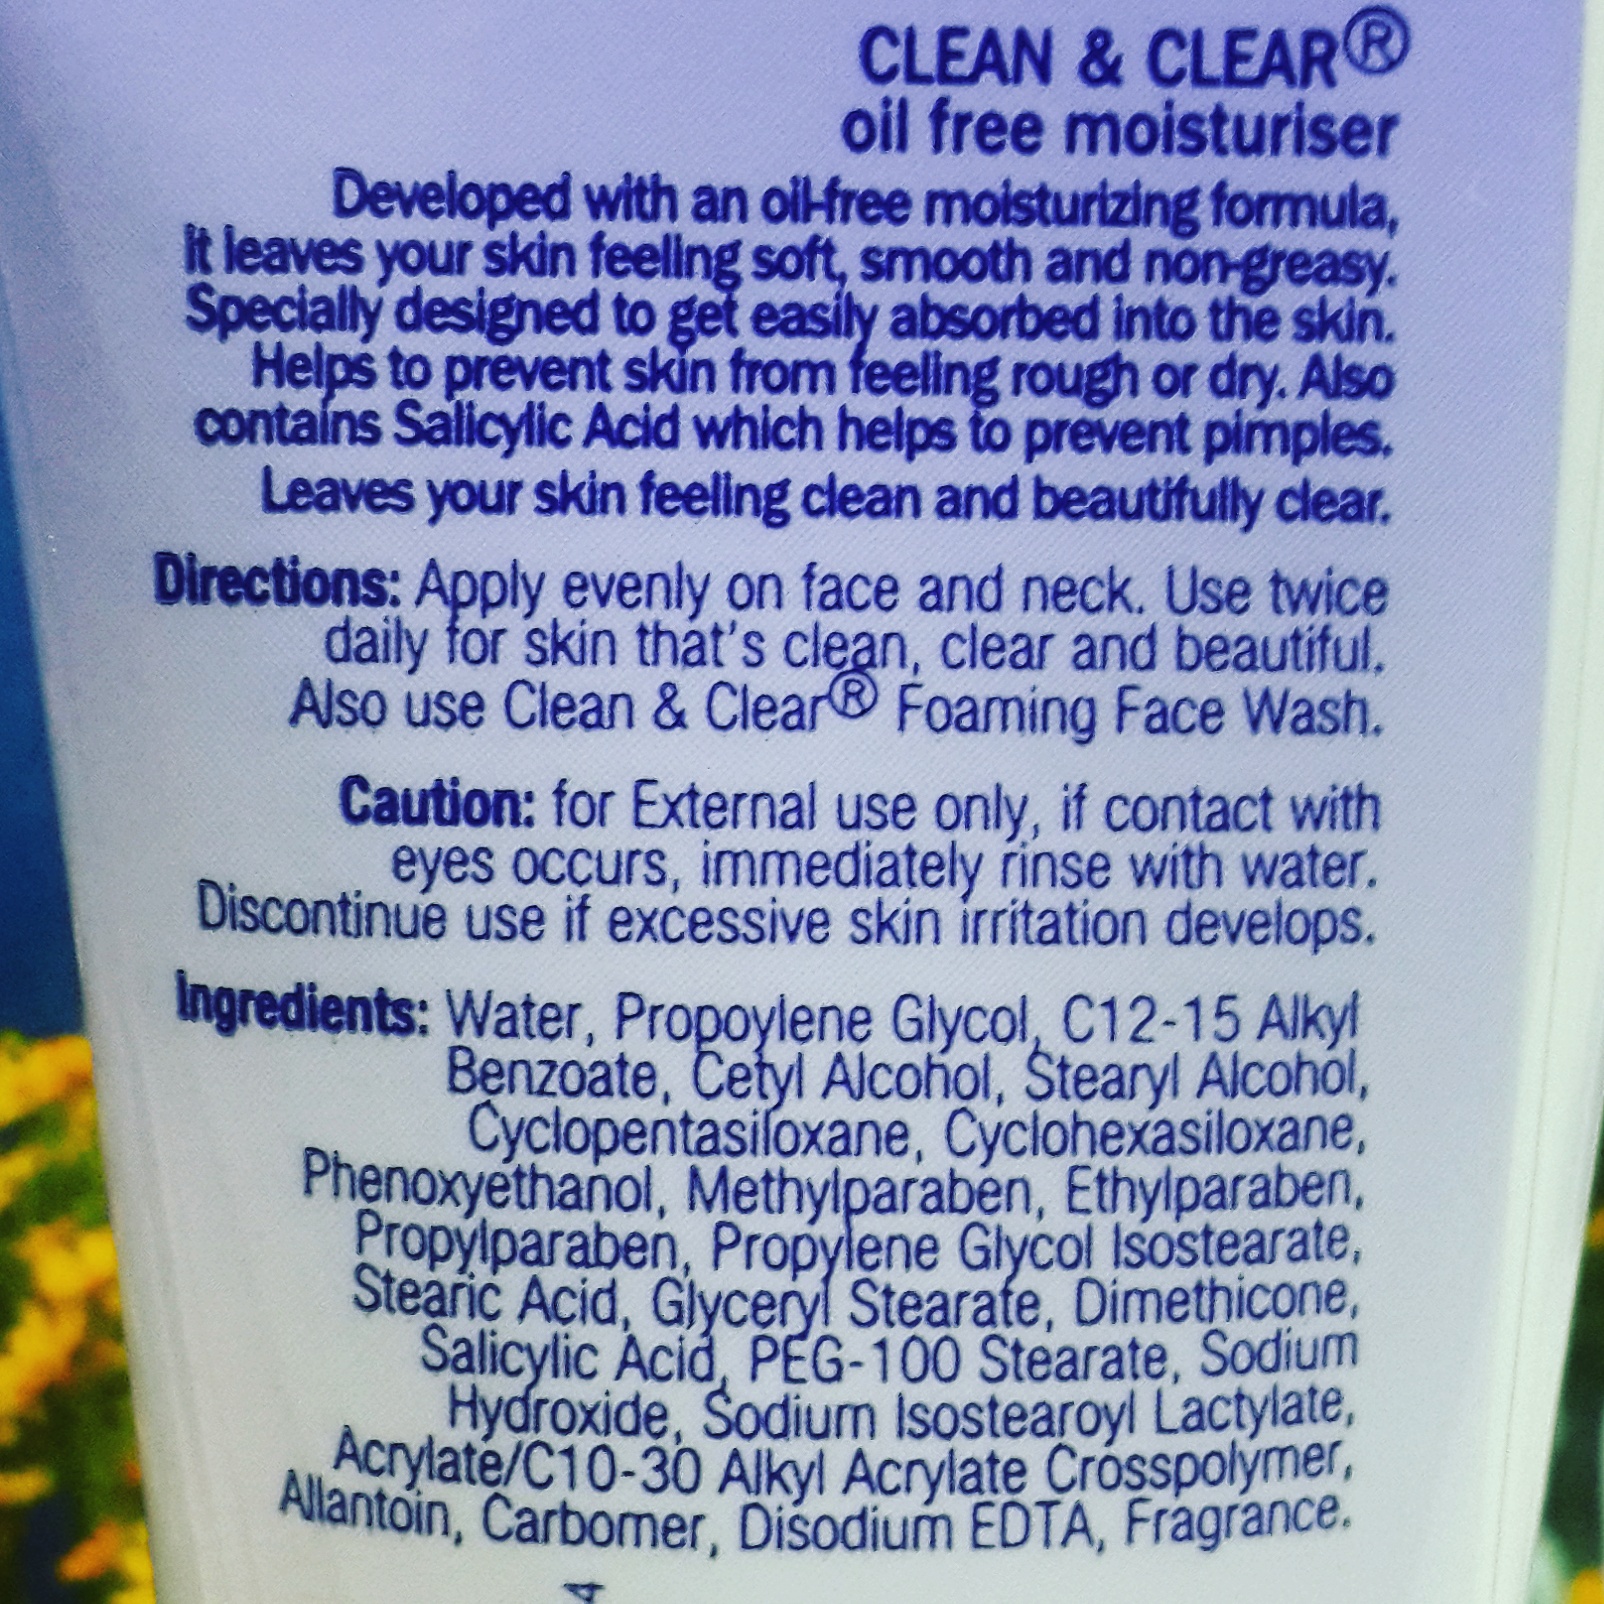 CLEAN & CLEAR®
oil free moisturiser
Developed with an oil-free moisturizing formula,
it leaves your skin feeling soft, smooth and non-greasy.
Specially designed to get easily absorbed into the skin.
Helps to prevent skin from feeling rough or dry. Also
contains Salicylic Acid which helps to prevent pimples.
Leaves your skin feeling clean and beautifully clear.
Directions: Apply evenly on face and neck. Use twice
daily for skin that's clean, clear and beautiful.
Also use Clean & Clear® Foaming Face Wash.
Caution: for External use only, if contact with
eyes occurs, immediately rinse with water.
Discontinue use if excessive skin irritation develops.
Ingredients: Water, Propoylene Glycol, C12-15 Alkyl
Benzoate, Cetyl Alcohol, Stearyl Alcohol,
Cyclopentasiloxane, Cyclohexasiloxane,
Phenoxyethanol, Methylparaben, Ethylparaben,
Propylparaben, Propylene Glycol Isostearate,
Stearic Acid, Glyceryl Stearate, Dimethicone,
Salicylic Acid, PEG-100 Stearate, Sodium
Hydroxide, Sodium Isostearoyl Lactylate,
Acrylate/C10-30 Alkyl Acrylate Crosspolymer,
Allantoin, Carbomer, Disodium EDTA, Fragrance.
4